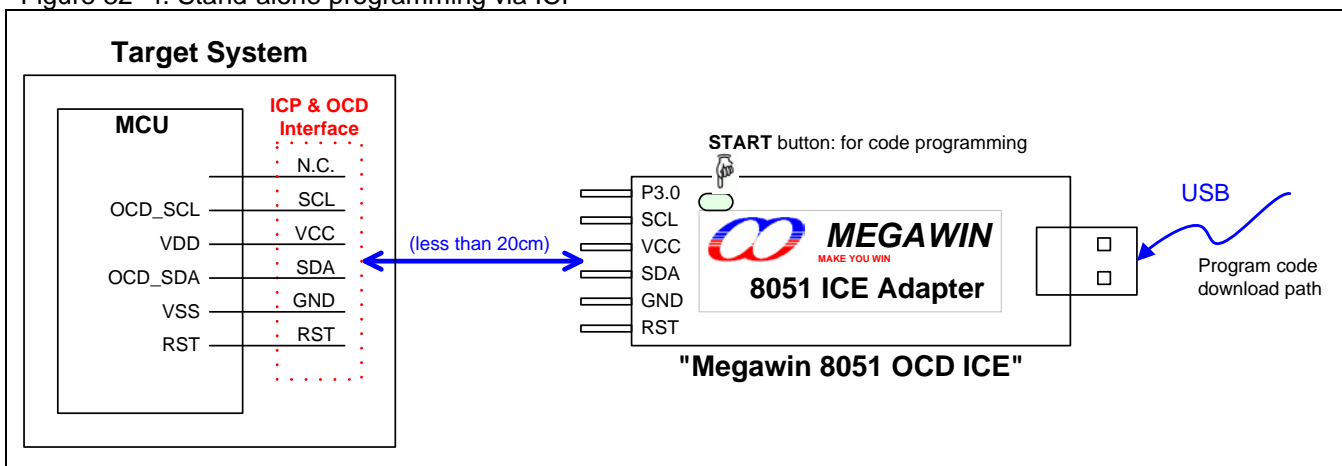 Figure 32–1. Stand-alone programming via ICP
Target System
ICP & OCD
Interface
MCU
N.C.
OCD_SCL
SCL
VDD
VCC
OCD_SDA
SDA
VSS
GND
RST
RST
(less than 20cm)
START button: for code programming
P3.0
SCL
VCC
SDA
GND
RST
MEGAWIN
MAKE YOU WIN
8051 ICE Adapter
"Megawin 8051 OCD ICE"
USB
Program code
download path